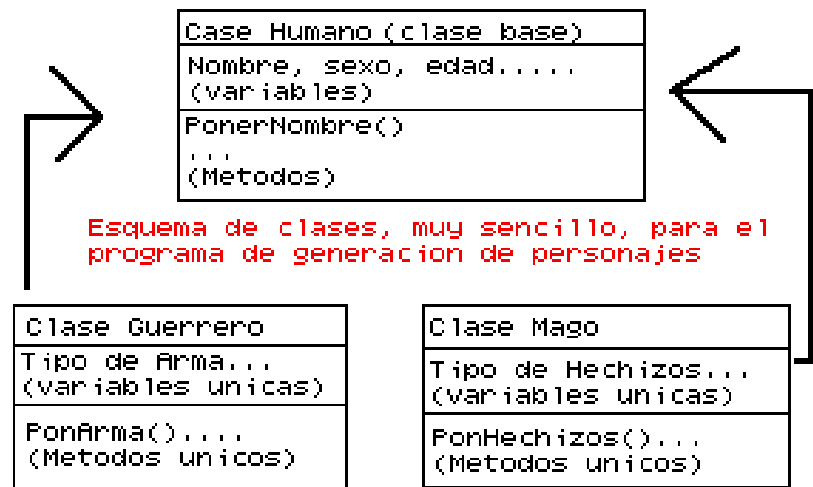 Case Humano (clase base)
Nombre, sexo, edad.....
(variables)
PonerNombre()
...
(Metodos)
Esquema de clases, muy sencillo, para el
programa de generacion de personajes
Clase Guerrero
Tipo de Arma...
(variables unicas)
PonArma()....
(Metodos unicos)
Clase Mago
Tipo de Hechizos...
(variables unicas)
PonHechizos()...
(Metodos unicos)